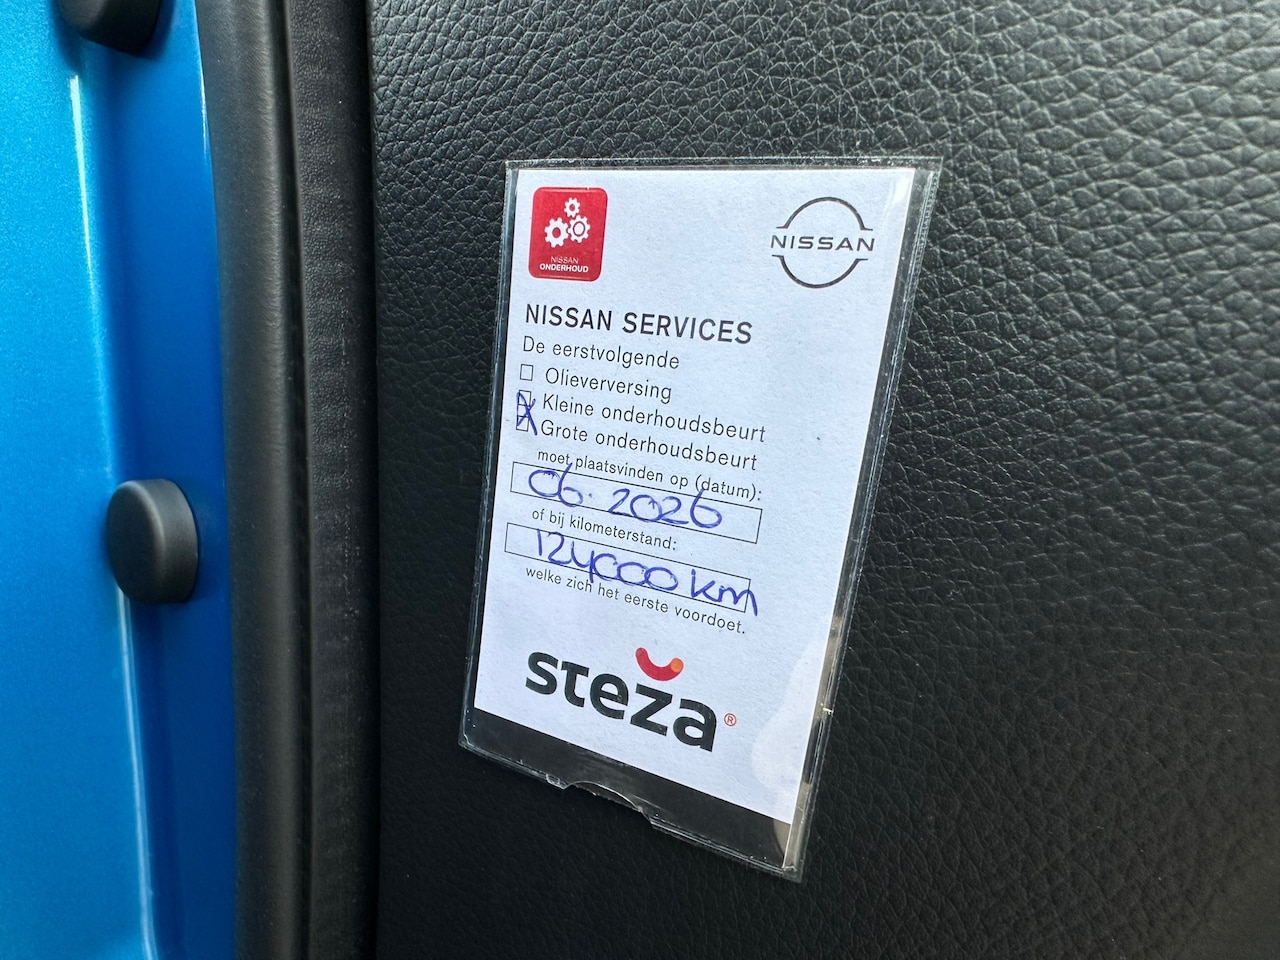 NISSAN
ONDERHOUD
NISSAN
NISSAN SERVICES
De eerstvolgende
Olieverversing
Kleine onderhoudsbeurt
Grote onderhoudsbeurt
moet plaatsvinden op (datum):
06. 2026
of bij kilometerstand:
124000 km
welke zich het eerste voordoet.
steža®